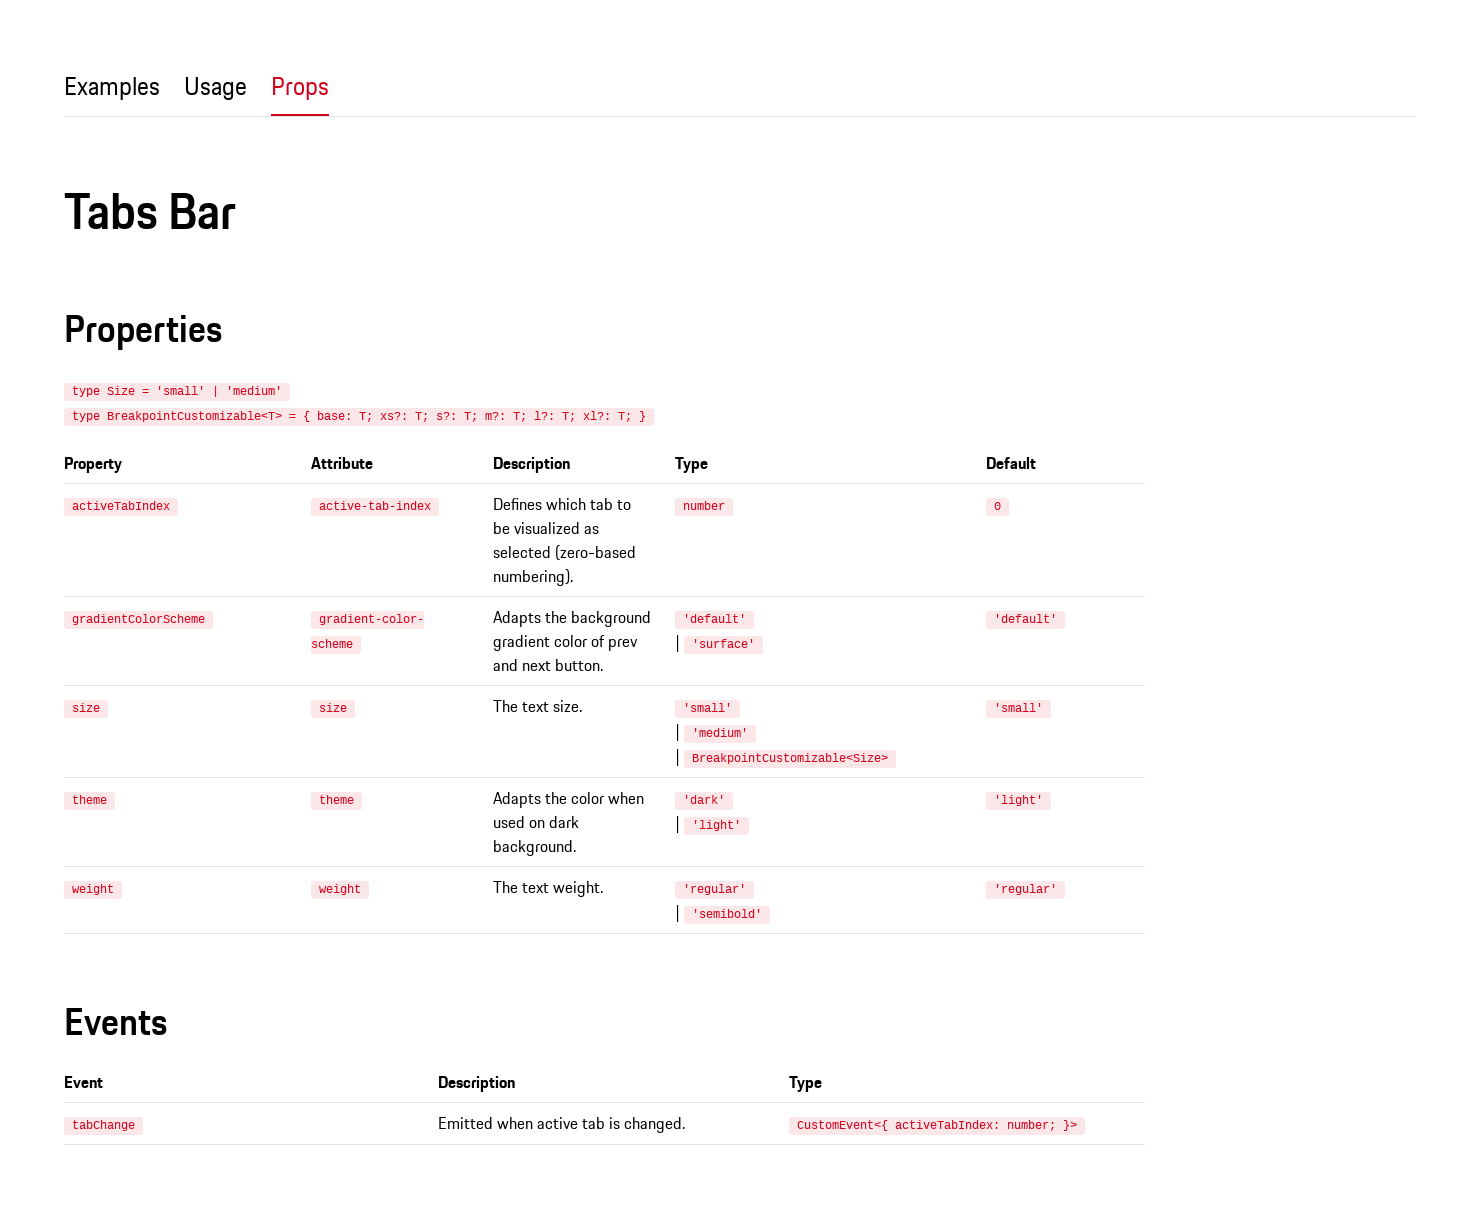 Examples Usage Props
Tabs Bar
Properties
type Size = 'small' | 'medium'
type BreakpointCustomizable<T> = { base: T; xs?: T; s?: T; m?: T; l?: T; xl?: T; }
Property Attribute Description Type Default
activeTabIndex active-tab-index Defines which tab to number 0
be visualized as
selected (zero-based
numbering).
gradientColorScheme gradient-color- Adapts the background 'default' 'default'
scheme gradient color of prev | 'surface'
and next button.
size size The text size. 'small' 'small'
| 'medium'
| BreakpointCustomizable<Size>
theme theme Adapts the color when 'dark' 'light'
used on dark | 'light'
background.
weight weight The text weight. 'regular' 'regular'
| 'semibold'
Events
Event Description Type
tabChange Emitted when active tab is changed. CustomEvent<{ activeTabIndex: number; }>